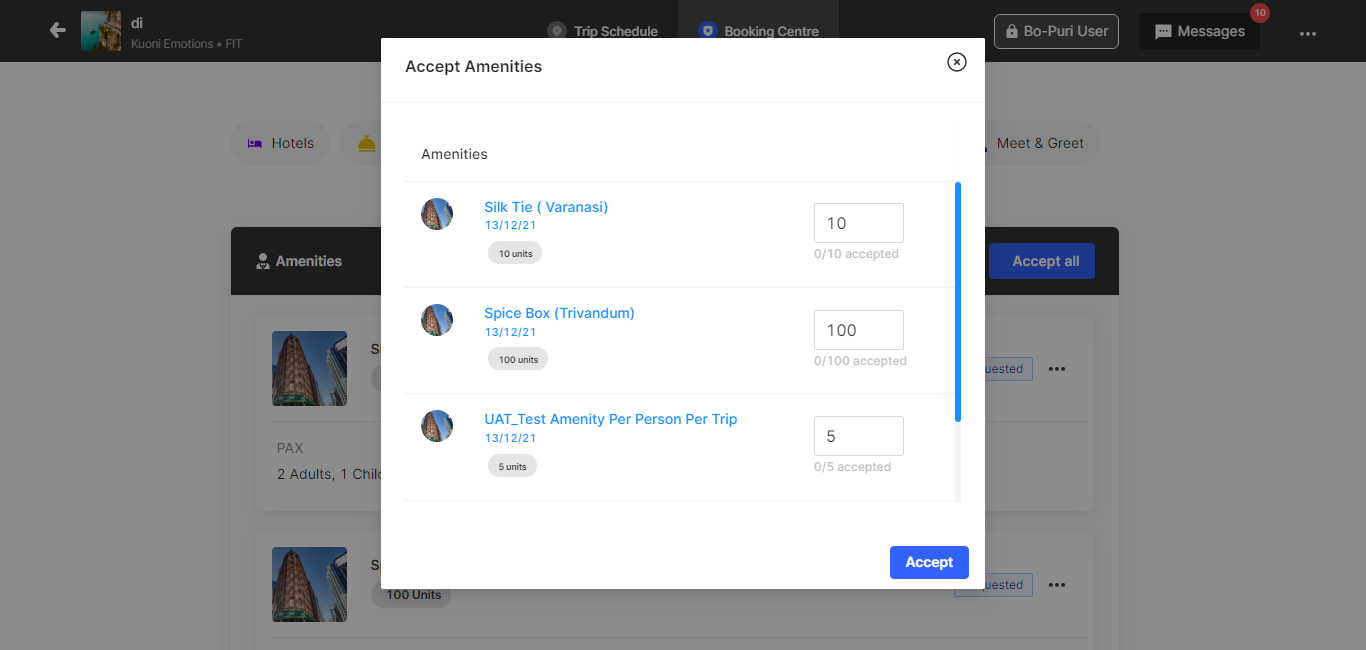 di
Kuoni Emotions • FIT
Trip Schedule
Booking Centre
Bo-Puri User
Messages
10
Accept Amenities
Hotels
Meet & Greet
Amenities
Silk Tie ( Varanasi)
13/12/21
10 units
10
0/10 accepted
Spice Box (Trivandum)
13/12/21
100 units
100
0/100 accepted
UAT_Test Amenity Per Person Per Trip
13/12/21
5 units
5
0/5 accepted
Accept
Amenities
Accept all
PAX
2 Adults, 1
100 Units